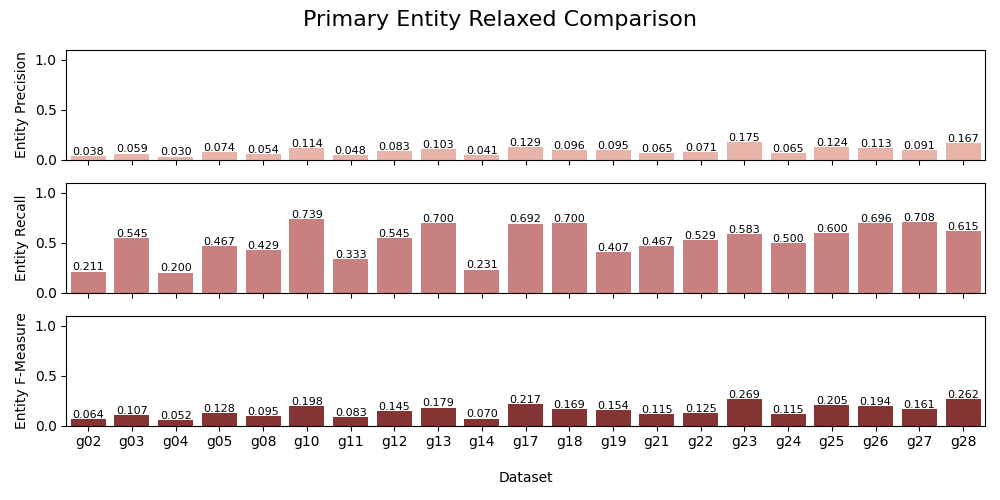 Primary Entity Relaxed Comparison
Entity Precision
1.0
0.5
0.0
0.038 0.059 0.030 0.074 0.054 0.114 0.048 0.083 0.103 0.041 0.129 0.096 0.095 0.065 0.071 0.175 0.065 0.124 0.113 0.091 0.167
Entity Recall
1.0
0.5
0.0
0.211 0.545 0.200 0.467 0.429 0.739 0.333 0.545 0.700 0.231 0.692 0.700 0.407 0.467 0.529 0.583 0.500 0.600 0.696 0.708 0.615
Entity F-Measure
1.0
0.5
0.0
0.064 0.107 0.052 0.128 0.095 0.198 0.083 0.145 0.179 0.070 0.217 0.169 0.154 0.115 0.125 0.269 0.115 0.205 0.194 0.161 0.262
g02 g03 g04 g05 g08 g10 g11 g12 g13 g14 g17 g18 g19 g21 g22 g23 g24 g25 g26 g27 g28
Dataset